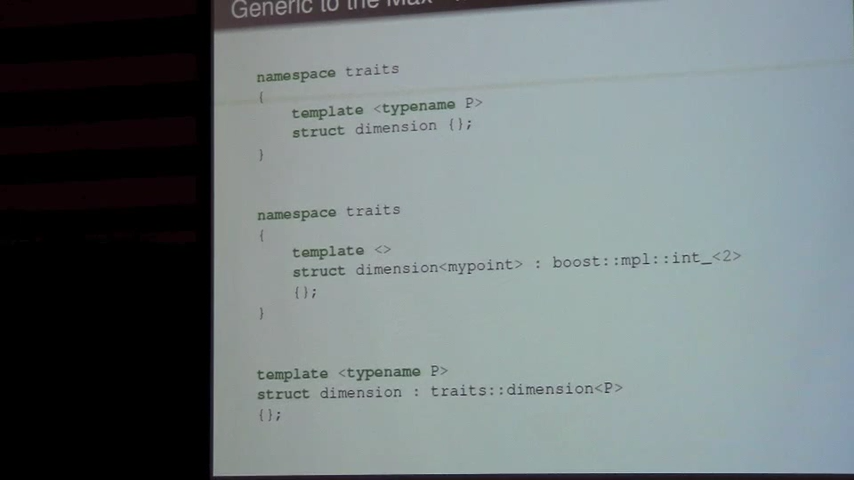 Generic to the Max
namespace traits
{
template <typename P>
struct dimension {};
}
namespace traits
{
template <>
struct dimension<mypoint> : boost::mpl::int_<2>
{};
}
template <typename P>
struct dimension : traits::dimension<P>
{};